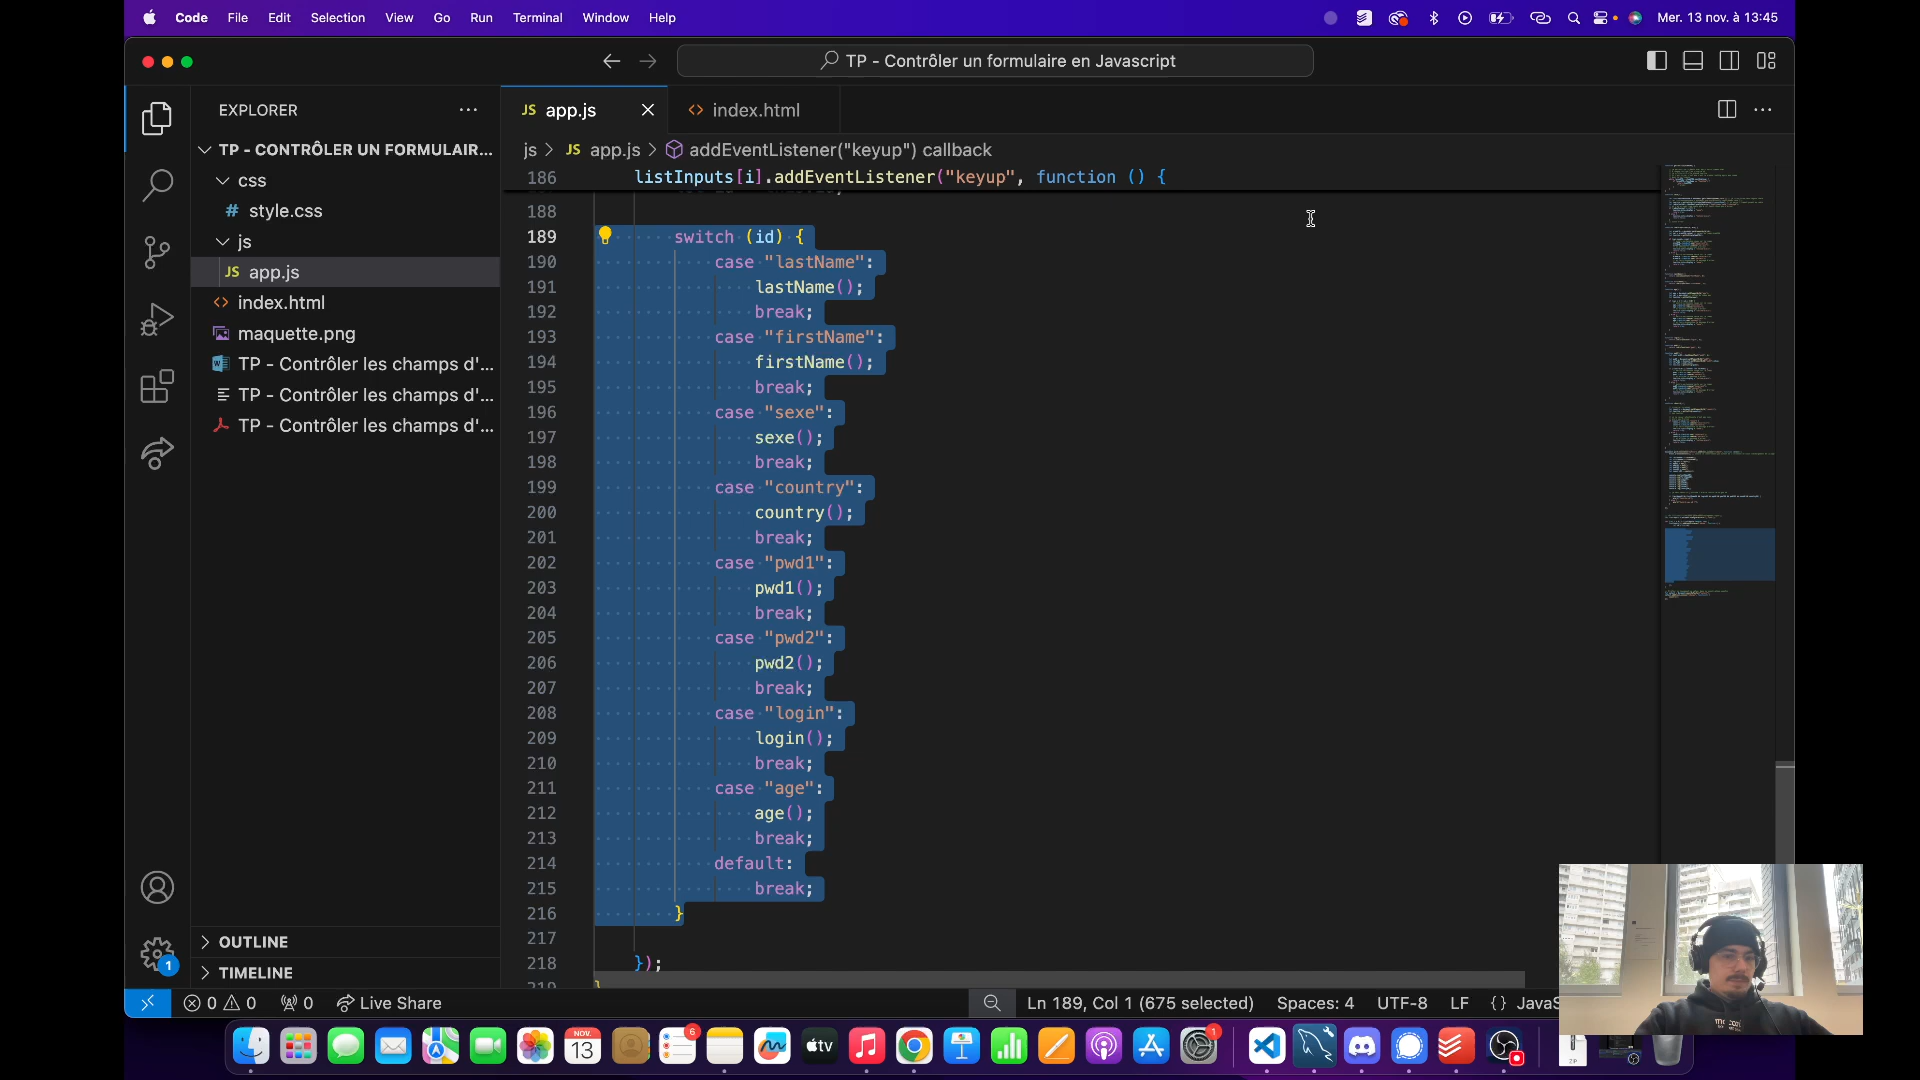 Code File Edit Selection View Go Run Terminal Window Help Mer. 13 nov. à 13:45
TP - Contrôler un formulaire en Javascript
EXPLORER
TP - CONTRÔLER UN FORMULAIR...
css
# style.css
js
JS app.js
<> index.html
maquette.png
TP - Contrôler les champs d'...
TP - Contrôler les champs d'...
TP - Contrôler les champs d'...
OUTLINE
TIMELINE
JS app.js
<> index.html
js > JS app.js > addEventListener("keyup") callback
186 listInputs[i].addEventListener("keyup", function () {
188
189 switch (id) {
190 case "lastName":
191 lastName();
192 break;
193 case "firstName":
194 firstName();
195 break;
196 case "sexe":
197 sexe();
198 break;
199 case "country":
200 country();
201 break;
202 case "pwd1":
203 pwd1();
204 break;
205 case "pwd2":
206 pwd2();
207 break;
208 case "login":
209 login();
210 break;
211 case "age":
212 age();
213 break;
214 default:
215 break;
216 }
217
218 });
1
0 0 0 Live Share Ln 189, Col 1 (675 selected) Spaces: 4 UTF-8 LF {} JavaS
NOV.
13
6
tv
1
ZIP